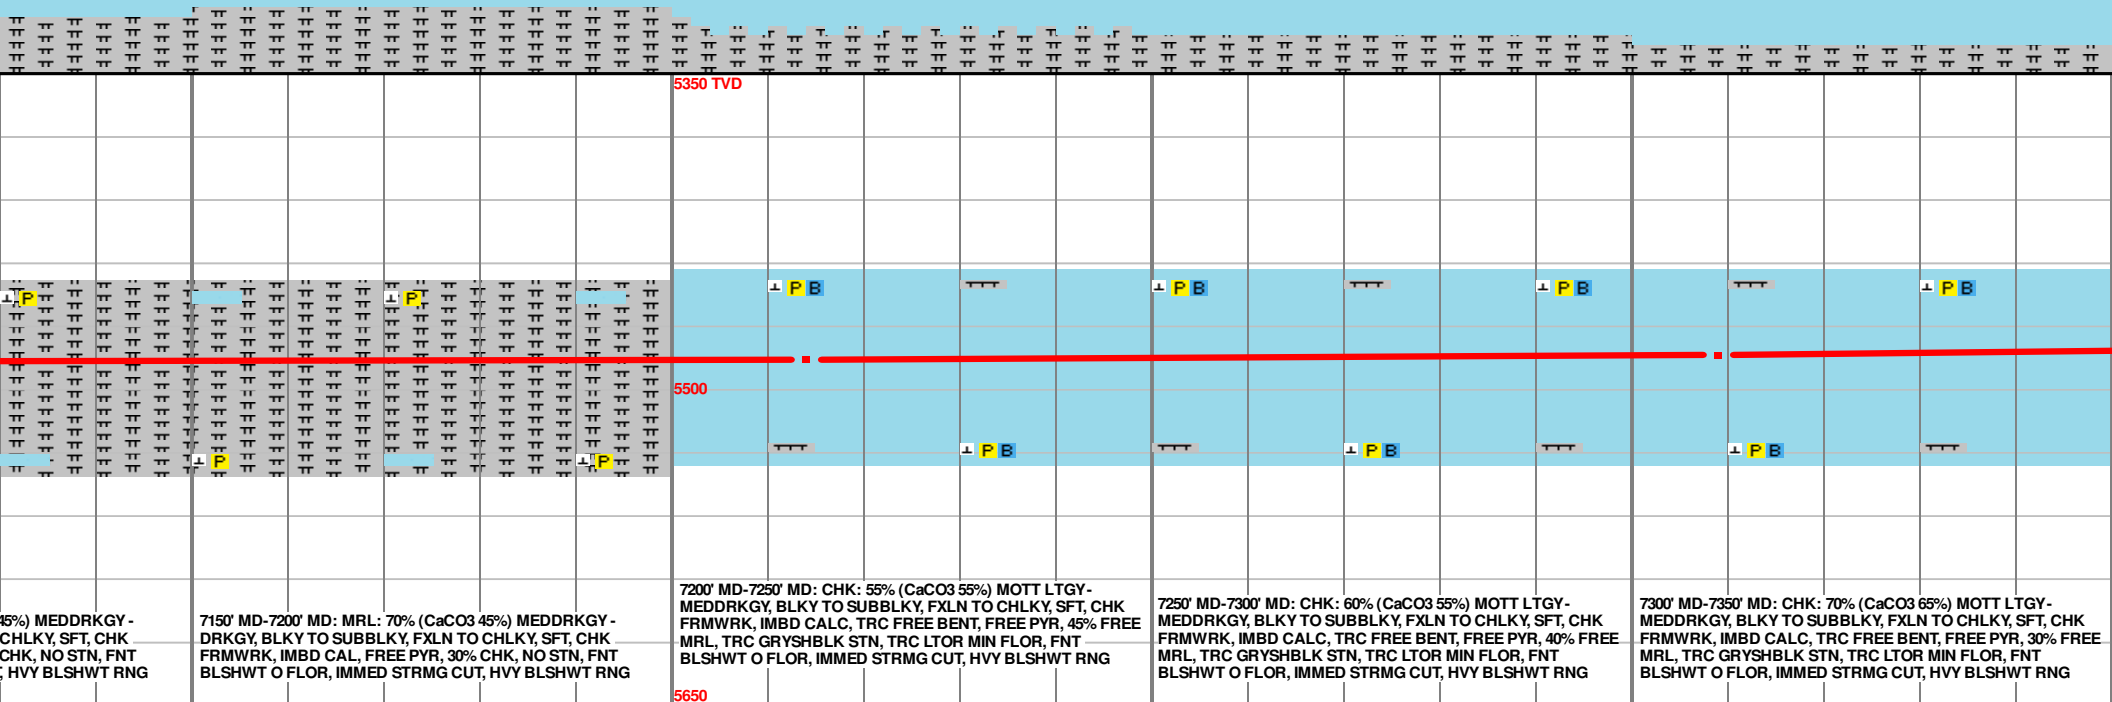 5350 TVD
P
P
P B
P B
P B
P B
5500
P
P
P B
P B
P B
45%) MEDDRKGY -
CHLKY, SFT, CHK
CHK, NO STN, FNT
, HVY BLSHWT RNG
7150' MD-7200' MD: MRL: 70% (CaCO3 45%) MEDDRKGY -
DRKGY, BLKY TO SUBBLKY, FXLN TO CHLKY, SFT, CHK
FRMWRK, IMBD CAL, FREE PYR, 30% CHK, NO STN, FNT
BLSHWT O FLOR, IMMED STRMG CUT, HVY BLSHWT RNG
7200' MD-7250' MD: CHK: 55% (CaCO3 55%) MOTT LTGY-
MEDDRKGY, BLKY TO SUBBLKY, FXLN TO CHLKY, SFT, CHK
FRMWRK, IMBD CALC, TRC FREE BENT, FREE PYR, 45% FREE
MRL, TRC GRYSHBLK STN, TRC LTOR MIN FLOR, FNT
BLSHWT O FLOR, IMMED STRMG CUT, HVY BLSHWT RNG
7250' MD-7300' MD: CHK: 60% (CaCO3 55%) MOTT LTGY-
MEDDRKGY, BLKY TO SUBBLKY, FXLN TO CHLKY, SFT, CHK
FRMWRK, IMBD CALC, TRC FREE BENT, FREE PYR, 40% FREE
MRL, TRC GRYSHBLK STN, TRC LTOR MIN FLOR, FNT
BLSHWT O FLOR, IMMED STRMG CUT, HVY BLSHWT RNG
7300' MD-7350' MD: CHK: 70% (CaCO3 65%) MOTT LTGY-
MEDDRKGY, BLKY TO SUBBLKY, FXLN TO CHLKY, SFT, CHK
FRMWRK, IMBD CALC, TRC FREE BENT, FREE PYR, 30% FREE
MRL, TRC GRYSHBLK STN, TRC LTOR MIN FLOR, FNT
BLSHWT O FLOR, IMMED STRMG CUT, HVY BLSHWT RNG
5650